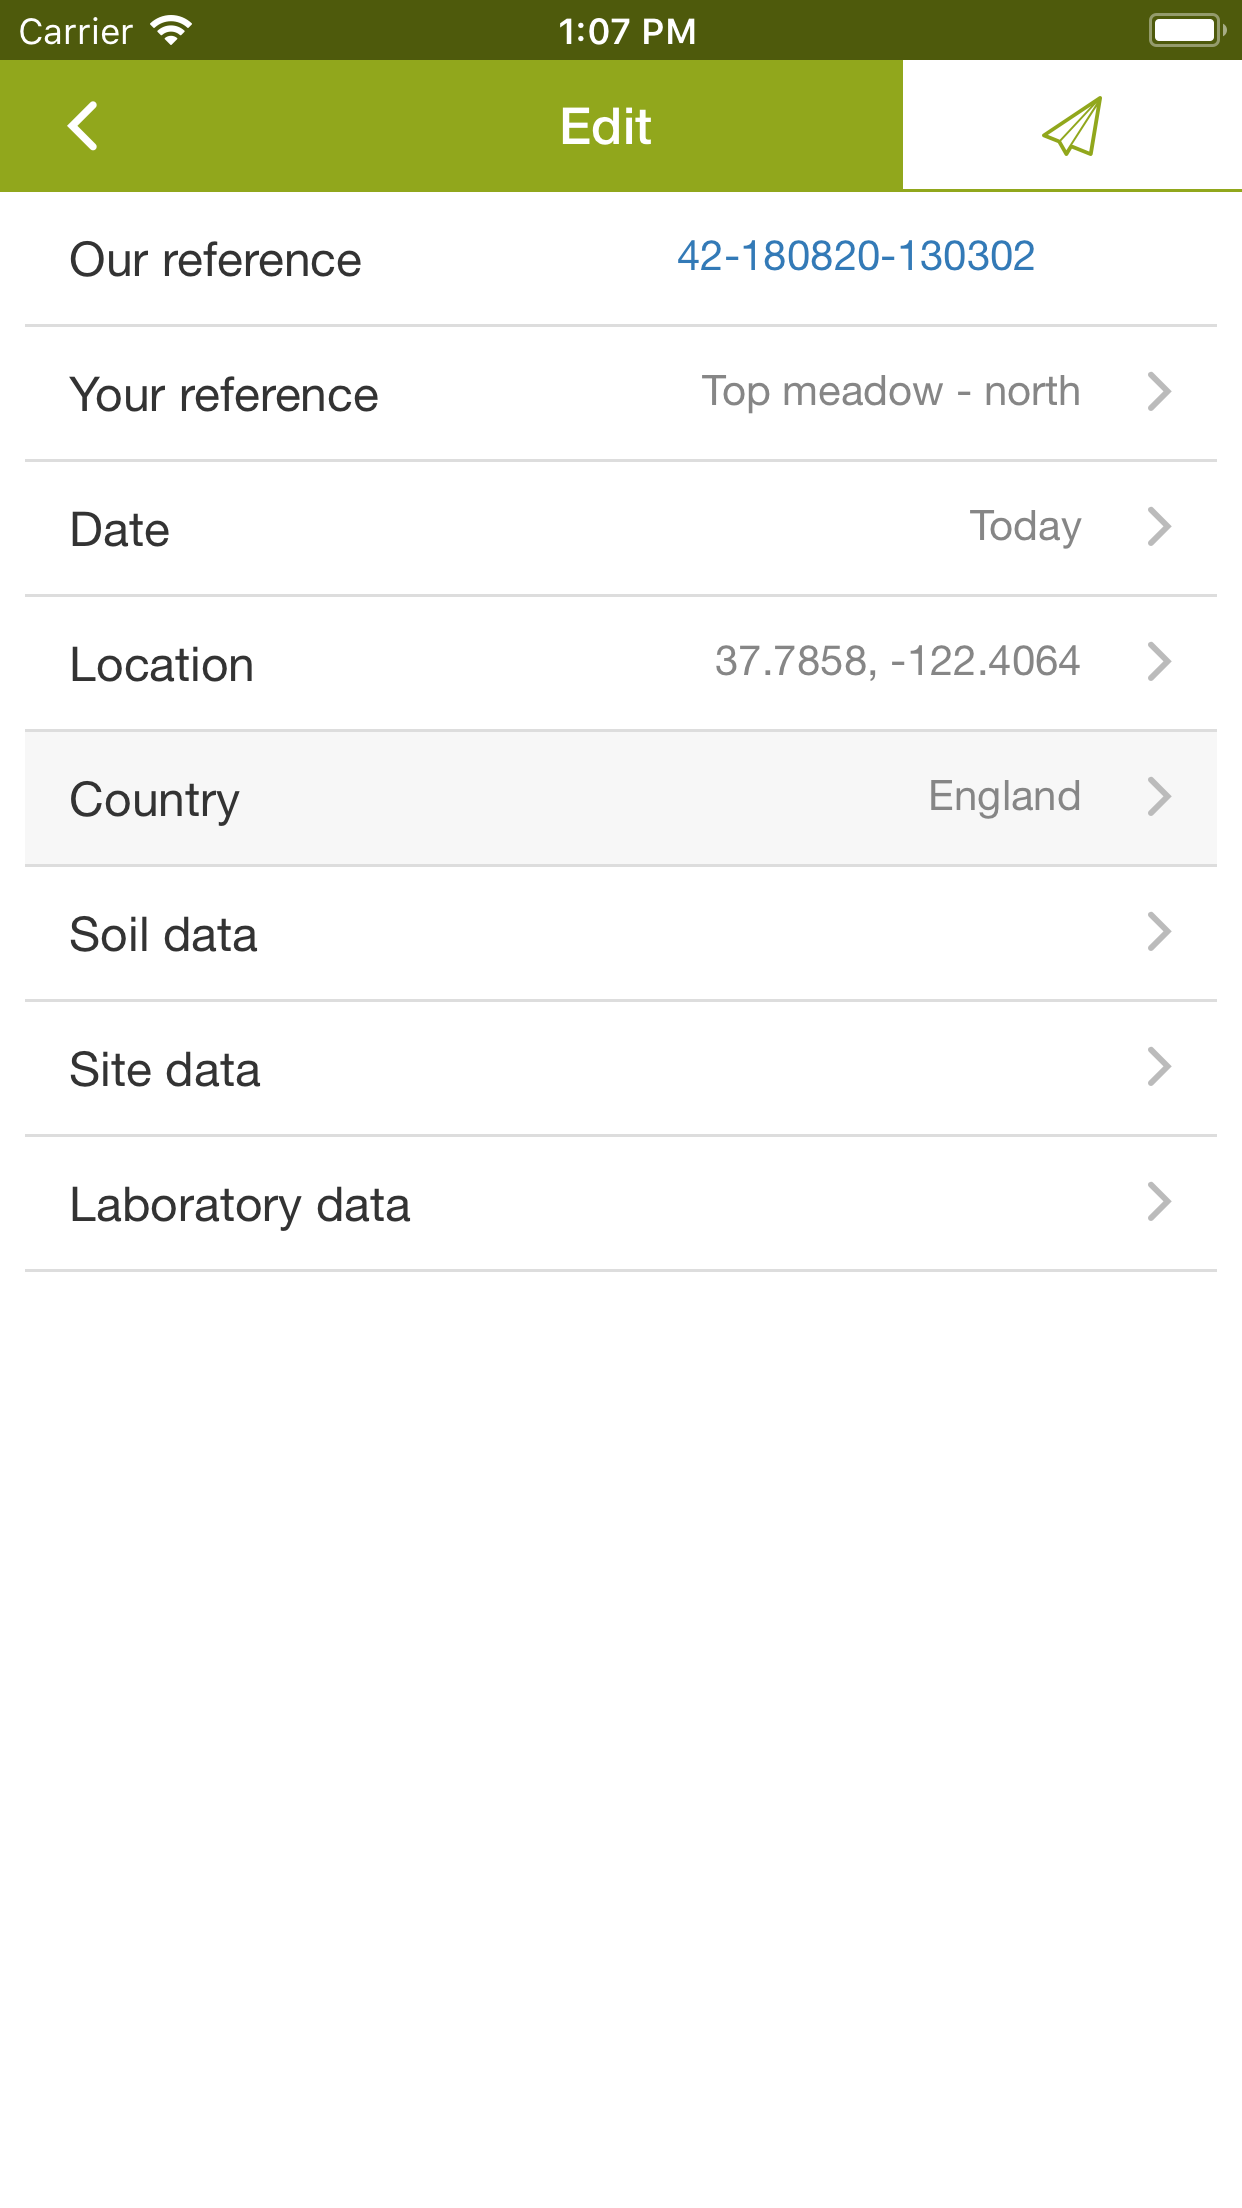 Carrier 1:07 PM
Edit
Our reference 42-180820-130302
Your reference Top meadow - north
Date Today
Location 37.7858, -122.4064
Country England
Soil data
Site data
Laboratory data